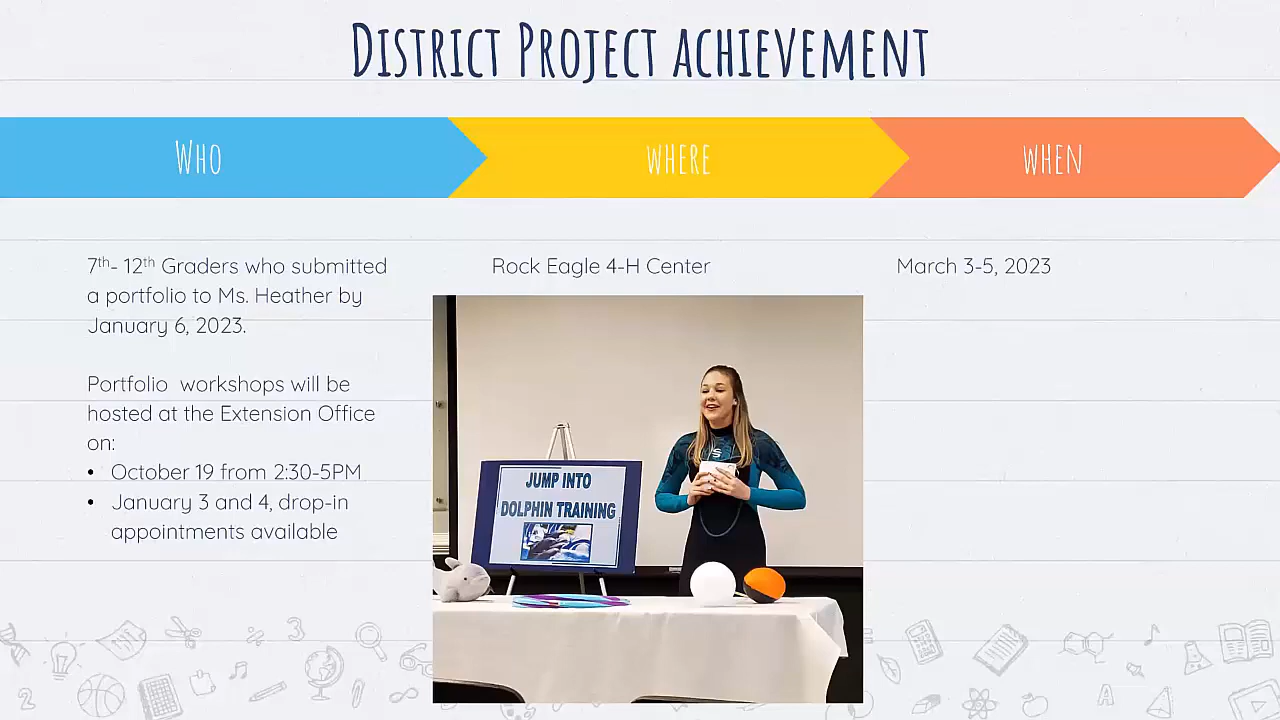 District Project achievement
Who
where
when
7th- 12th Graders who submitted
a portfolio to Ms. Heather by
January 6, 2023.
Portfolio  workshops will be
hosted at the Extension Office
on:
• October 19 from 2:30-5PM
• January 3 and 4, drop-in
appointments available
Rock Eagle 4-H Center
JUMP INTO
DOLPHIN TRAINING
March 3-5, 2023